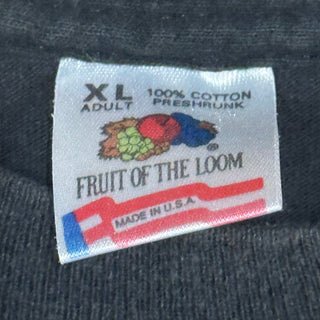 XL 100% COTTON
ADULT PRESHRUNK
®
FRUIT OF THE LOOM
MADE IN U.S.A.